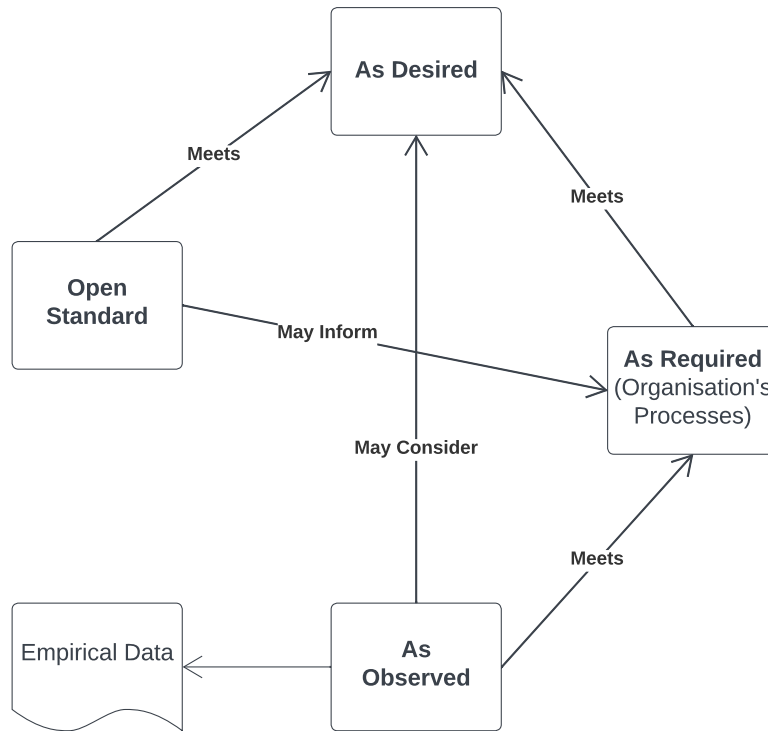 As Desired
Meets
Meets
Open
Standard
May Inform
As Required
(Organisation's
Processes)
May Consider
Meets
Empirical Data
As
Observed